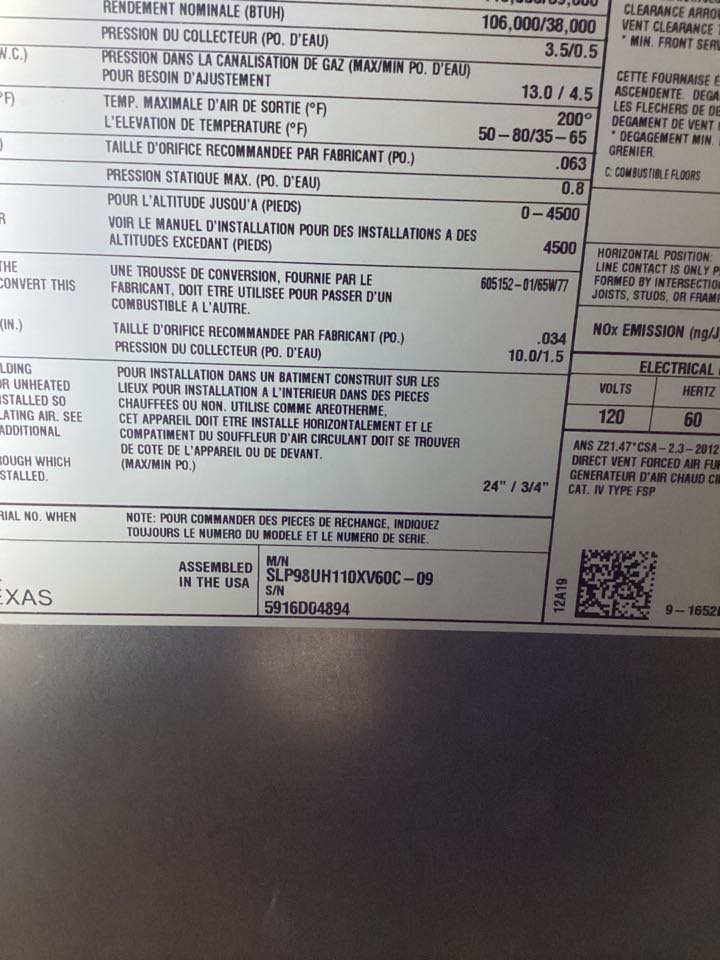 RENDEMENT NOMINALE (BTUH)
106,000/38,000
PRESSION DU COLLECTEUR (PO. D'EAU)
3.5/0.5
W.C.)
PRESSION DANS LA CANALISATION DE GAZ (MAX/MIN PO. D'EAU)
POUR BESOIN D'AJUSTEMENT
13.0 / 4.5
°F)
TEMP. MAXIMALE D'AIR DE SORTIE (°F)
200°
L'ELEVATION DE TEMPERATURE (°F)
50-80/35-65
)
TAILLE D'ORIFICE RECOMMANDEE PAR FABRICANT (PO.)
.063
PRESSION STATIQUE MAX. (PO. D'EAU)
0.8
POUR L'ALTITUDE JUSQU'A (PIEDS)
0-4500
R
VOIR LE MANUEL D'INSTALLATION POUR DES INSTALLATIONS A DES
ALTITUDES EXCEDANT (PIEDS)
4500
THE
CONVERT THIS
UNE TROUSSE DE CONVERSION, FOURNIE PAR LE
FABRICANT, DOIT ETRE UTILISEE POUR PASSER D'UN
COMBUSTIBLE A L'AUTRE.
605152-01/65W77
(IN.)
TAILLE D'ORIFICE RECOMMANDEE PAR FABRICANT (PO.)
.034
PRESSION DU COLLECTEUR (PO. D'EAU)
10.0/1.5
LDING
OR UNHEATED
NSTALLED SO
LATING AIR. SEE
ADDITIONAL
ROUGH WHICH
STALLED.
POUR INSTALLATION DANS UN BATIMENT CONSTRUIT SUR LES
LIEUX POUR INSTALLATION A L'INTERIEUR DANS DES PIECES
CHAUFFEES OU NON. UTILISE COMME AREOTHERME,
CET APPAREIL DOIT ETRE INSTALLE HORIZONTALEMENT ET LE
COMPATIMENT DU SOUFFLEUR D'AIR CIRCULANT DOIT SE TROUVER
DE COTE DE L'APPAREIL OU DE DEVANT.
(MAX/MIN PO.)
24" / 3/4"
RIAL NO. WHEN
NOTE: POUR COMMANDER DES PIECES DE RECHANGE, INDIQUEZ
TOUJOURS LE NUMERO DU MODELE ET LE NUMERO DE SERIE.
EXAS
ASSEMBLED
IN THE USA
M/N
SLP98UH110XV60C-09
S/N
5916D04894
CLEARANCE ARRO
VENT CLEARANCE
* MIN. FRONT SERV
CETTE FOURNAISE E
ASCENDENTE. DEGA
LES FLECHERS DE DE
DEGAMENT DE VENT
* DEGAGEMENT MIN.
GRENIER.
C: COMBUSTIBLE FLOORS
HORIZONTAL POSITION:
LINE CONTACT IS ONLY P
FORMED BY INTERSECTIO
JOISTS, STUDS, OR FRAMI
NOx EMISSION (ng/J
ELECTRICAL
VOLTS HERTZ
120 60
ANS Z21.47*CSA-2.3-2012
DIRECT VENT FORCED AIR FU
GENERATEUR D'AIR CHAUD C
CAT. IV TYPE FSP
12A19
9-1652